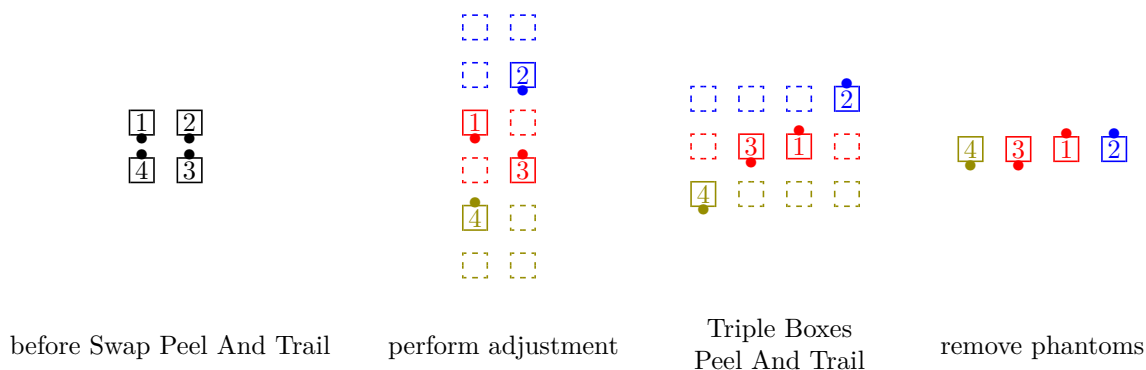 1 2
4 3
before Swap Peel And Trail
2
1
3
4
perform adjustment
2
3 1
4
Triple Boxes
Peel And Trail
4 3 1 2
remove phantoms